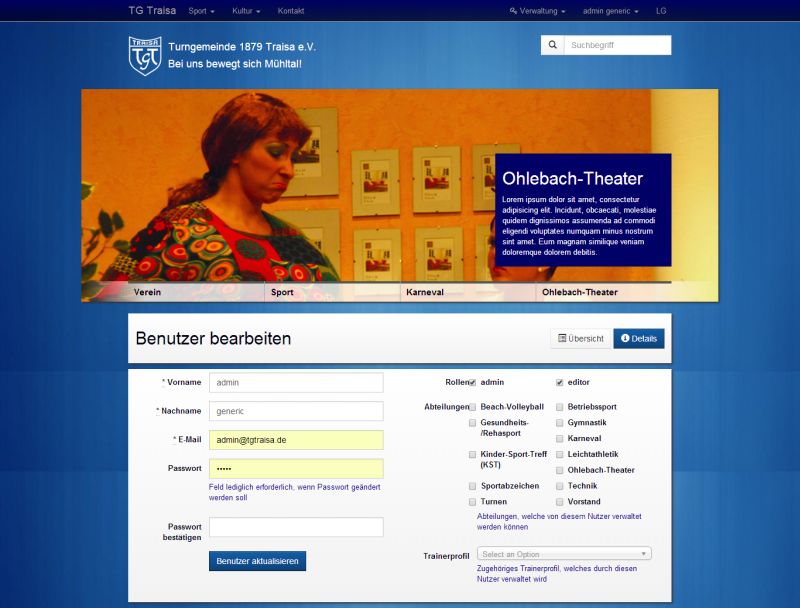 TG Traisa Sport Kultur Kontakt Verwaltung admin generic LG
TRAISA
TgT
Turngemeinde 1879 Traisa e.V.
Bei uns bewegt sich Mühltal!
Suchbegriff
Ohlebach-Theater
Lorem ipsum dolor sit amet, consectetur
adipisicing elit. Incidunt, obcaecati, molestiae
quidem dignissimos assumenda ad commodi
eligendi voluptates numquam minus nostrum
sint amet. Eum magnam similique veniam
doloremque dolorem debitis.
Verein Sport Karneval Ohlebach-Theater
Benutzer bearbeiten
Übersicht Details
* Vorname admin
* Nachname generic
* E-Mail admin@tgtraisa.de
Passwort •••••
Feld lediglich erforderlich, wenn Passwort geändert
werden soll
Passwort
bestätigen
Benutzer aktualisieren
Rollen admin editor
Abteilungen Beach-Volleyball Betriebssport
Gesundheits-
/Rehasport
Gymnastik
Karneval
Kinder-Sport-Treff
(KST)
Leichtathletik
Ohlebach-Theater
Sportabzeichen Technik
Turnen Vorstand
Abteilungen, welche von diesem Nutzer verwaltet
werden können
Trainerprofil Select an Option
Zugehöriges Trainerprofil, welches durch diesen
Nutzer verwaltet wird